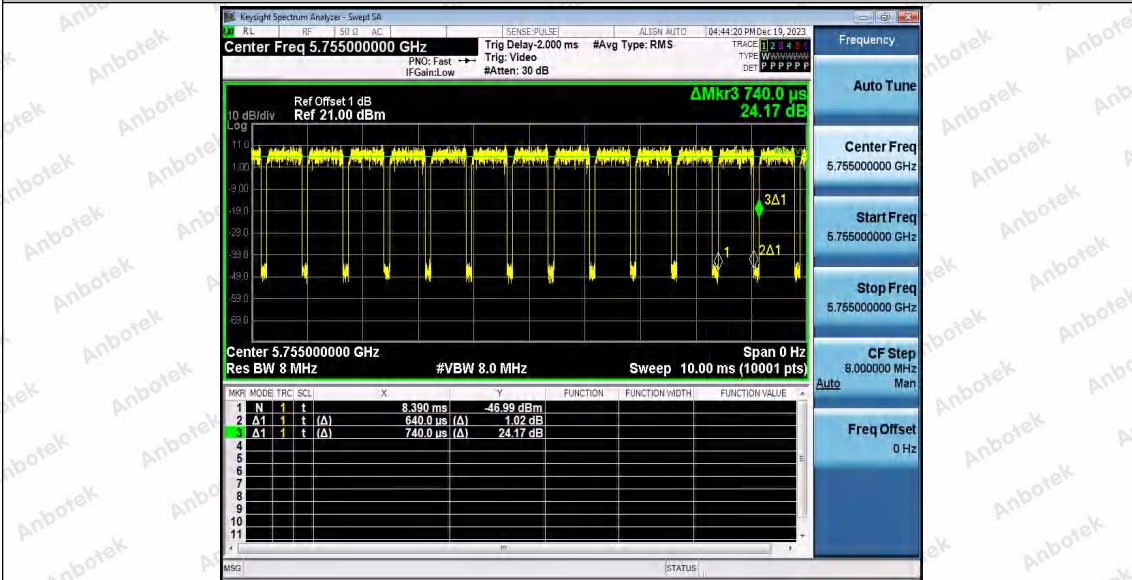 Keysight Spectrum Analyzer - Swept SA
RL RF 50 Ω AC SENSE:PULSE ALIGN AUTO 04:44:20 PM Dec 19, 2023
Center Freq 5.755000000 GHz Trig Delay-2.000 ms #Avg Type: RMS TRACE 1 2 3 4 5 6
PNO: Fast Trig: Video TYPE W
IFGain:Low #Atten: 30 dB DET P P P P P P
Frequency
Auto Tune
Center Freq
5.755000000 GHz
Start Freq
5.755000000 GHz
Stop Freq
5.755000000 GHz
CF Step
8.000000 MHz
Auto Man
Freq Offset
0 Hz
ΔMkr3 740.0 µs
24.17 dB
Ref Offset 1 dB
10 dB/div Ref 21.00 dBm
Log
11.0
1.00
-9.00
-19.0
-29.0
-39.0
-49.0
-59.0
-69.0
3Δ1
1
2Δ1
Center 5.755000000 GHz Span 0 Hz
Res BW 8 MHz #VBW 8.0 MHz Sweep 10.00 ms (10001 pts)
MKR MODE TRC SCL X Y FUNCTION FUNCTION WIDTH FUNCTION VALUE
1 N 1 t 8.390 ms -46.99 dBm
2 Δ1 1 t (Δ) 640.0 µs (Δ) 1.02 dB
3 Δ1 1 t (Δ) 740.0 µs (Δ) 24.17 dB
4
5
6
7
8
9
10
11
MSG STATUS
Anbotek